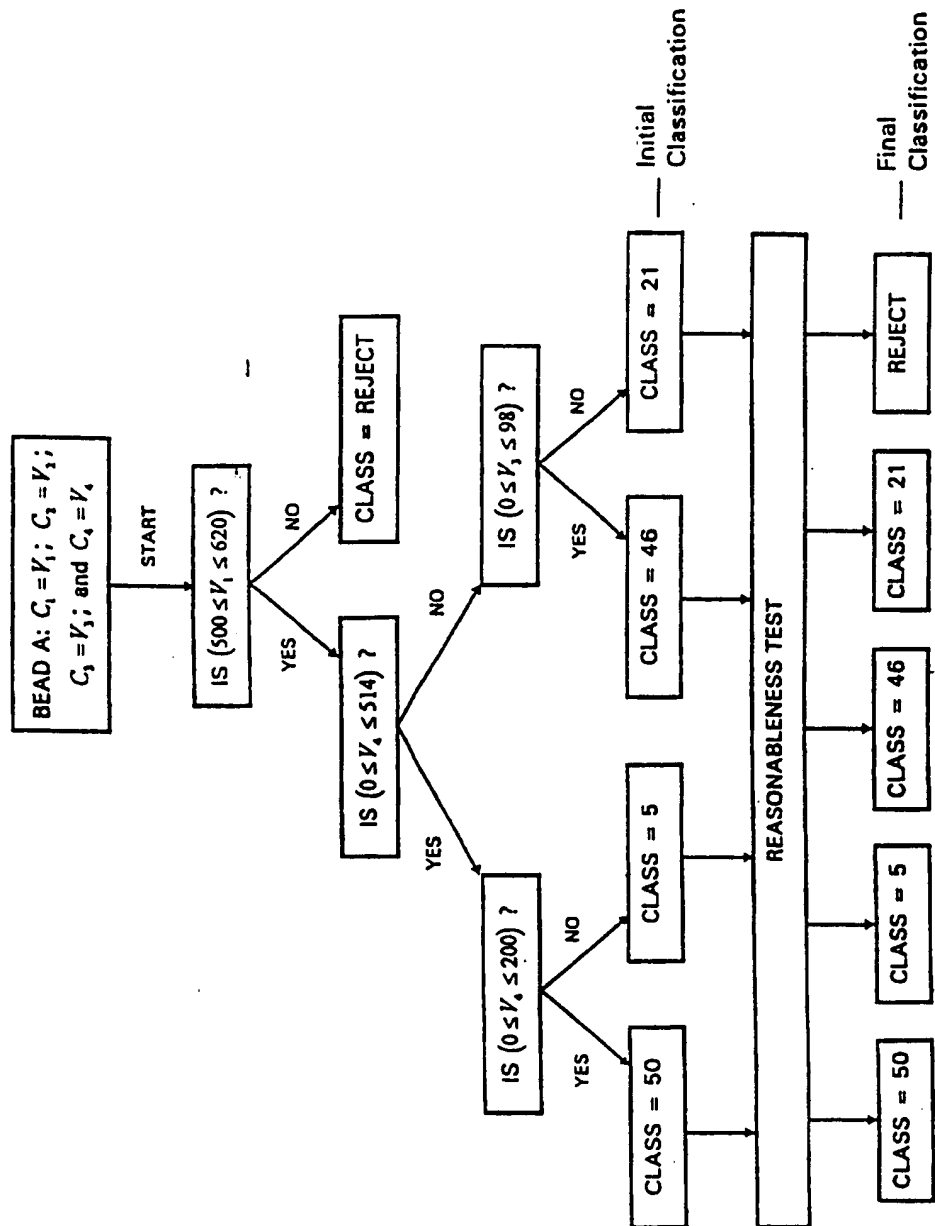 BEAD A: C₁ = V₁; C₂ = V₂;
C₃ = V₃; and C₄ = V₄
START
IS (500 ≤ V₁ ≤ 620) ?
YES
NO
IS (0 ≤ V₄ ≤ 514) ?
CLASS = REJECT
YES
NO
IS (0 ≤ V₄ ≤ 200) ?
IS (0 ≤ V₃ ≤ 98) ?
YES
NO
YES
NO
CLASS = 50
CLASS = 5
CLASS = 46
CLASS = 21
Initial
Classification
REASONABLENESS TEST
CLASS = 50
CLASS = 5
CLASS = 46
CLASS = 21
REJECT
Final
Classification